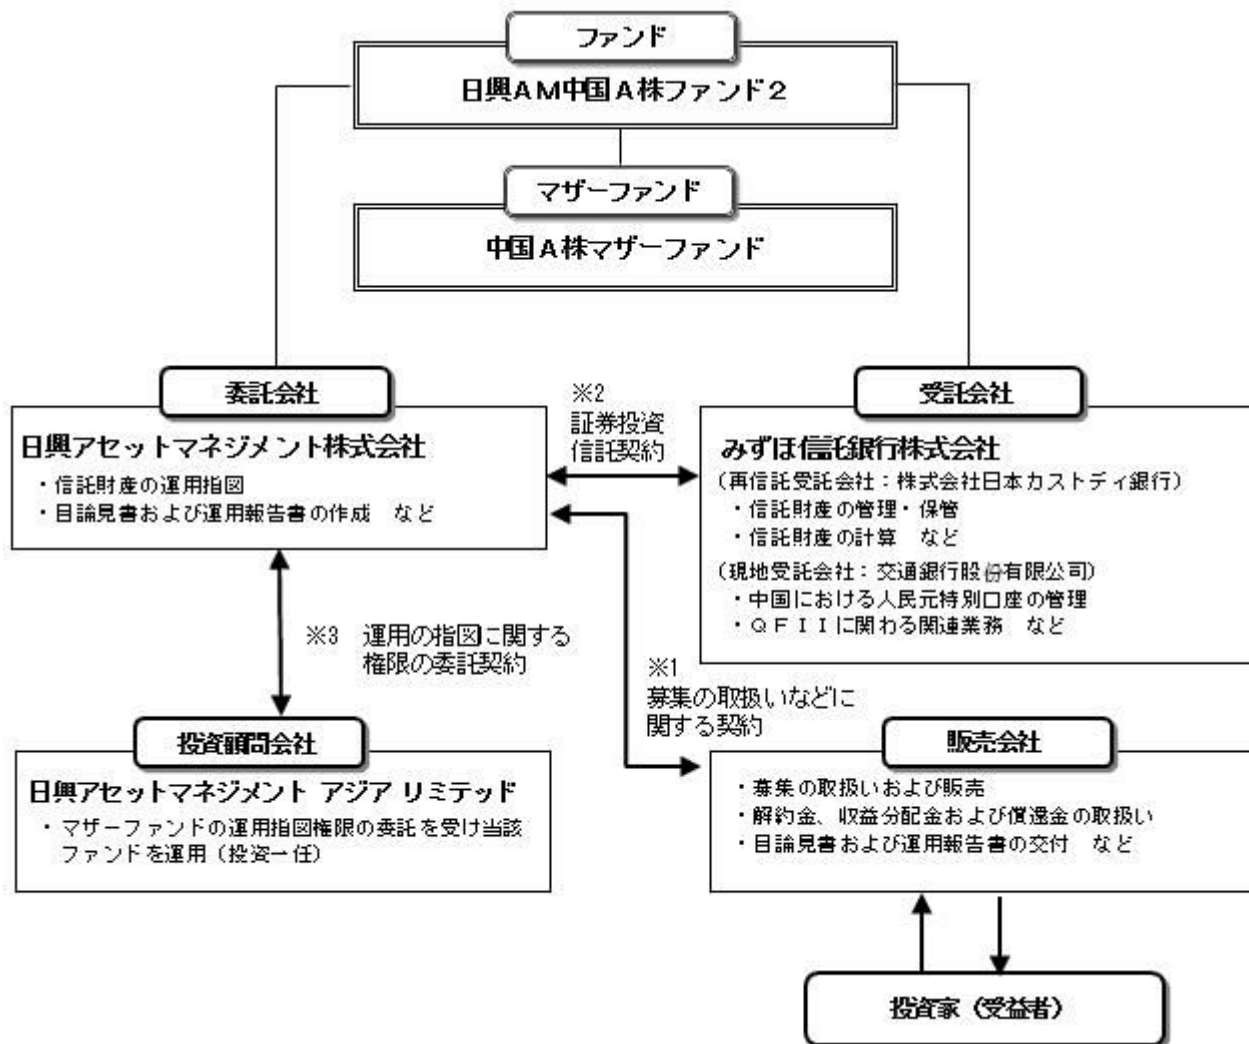 ファンド
日興AM中国A株ファンド2
マザーファンド
中国A株マザーファンド
委託会社
日興アセットマネジメント株式会社
・信託財産の運用指図
・目論見書および運用報告書の作成 など
※2
証券投資
信託契約
受託会社
みずほ信託銀行株式会社
(再信託受託会社:株式会社日本カストディ銀行)
・信託財産の管理・保管
・信託財産の計算 など
(現地受託会社:交通銀行股份有限公司)
・中国における人民元特別口座の管理
・QFIIに関わる関連業務 など
※3 運用の指図に関する
権限の委託契約
※1
募集の取扱いなどに
関する契約
投資顧問会社
日興アセットマネジメント アジア リミテッド
・マザーファンドの運用指図権限の委託を受け当該
ファンドを運用(投資一任)
販売会社
・募集の取扱いおよび販売
・解約金、収益分配金および償還金の取扱い
・目論見書および運用報告書の交付 など
投資家(受益者)